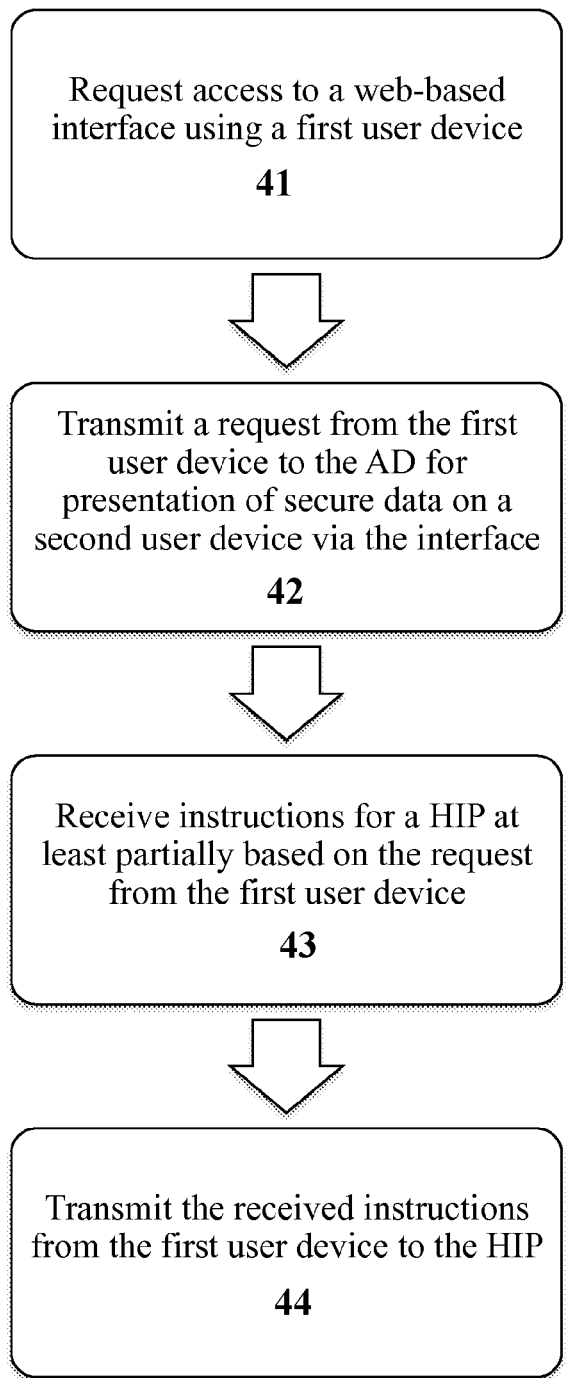 Request access to a web-based
interface using a first user device
41
Transmit a request from the first
user device to the AD for
presentation of secure data on a
second user device via the interface
42
Receive instructions for a HIP at
least partially based on the request
from the first user device
43
Transmit the received instructions
from the first user device to the HIP
44